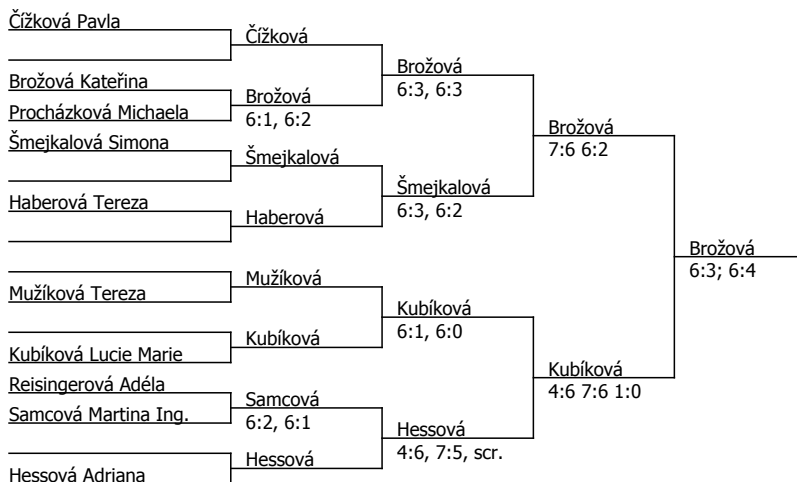 Čížková Pavla
Čížková
Brožová
6:3, 6:3
Brožová Kateřina
Brožová
6:1, 6:2
Procházková Michaela
Brožová
7:6 6:2
Šmejkalová Simona
Šmejkalová
Šmejkalová
6:3, 6:2
Haberová Tereza
Haberová
Brožová
6:3; 6:4
Mužíková
Mužíková Tereza
Kubíková
6:1, 6:0
Kubíková
Kubíková Lucie Marie
Kubíková
4:6 7:6 1:0
Reisingerová Adéla
Samcová
6:2, 6:1
Samcová Martina Ing.
Hessová
4:6, 7:5, scr.
Hessová
Hessová Adriana